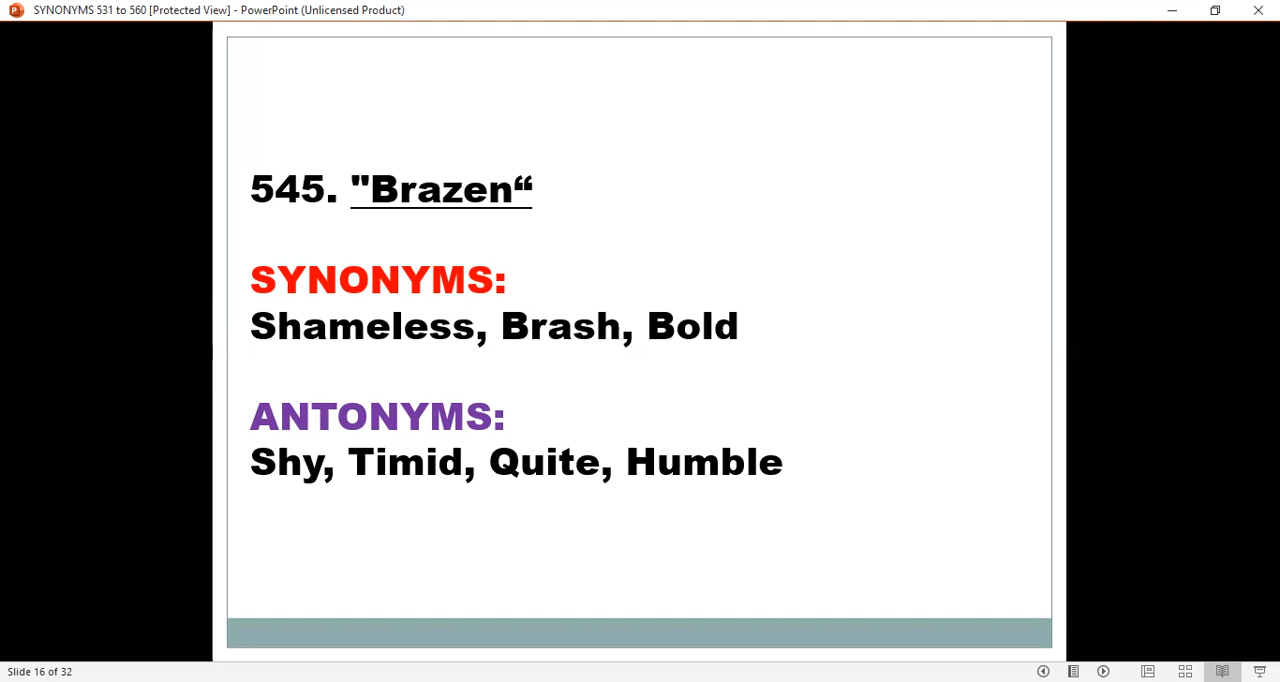 SYNONYMS 531 to 560 [Protected View] - PowerPoint (Unlicensed Product)
545. "Brazen“
SYNONYMS:
Shameless, Brash, Bold
ANTONYMS:
Shy, Timid, Quite, Humble
Slide 16 of 32